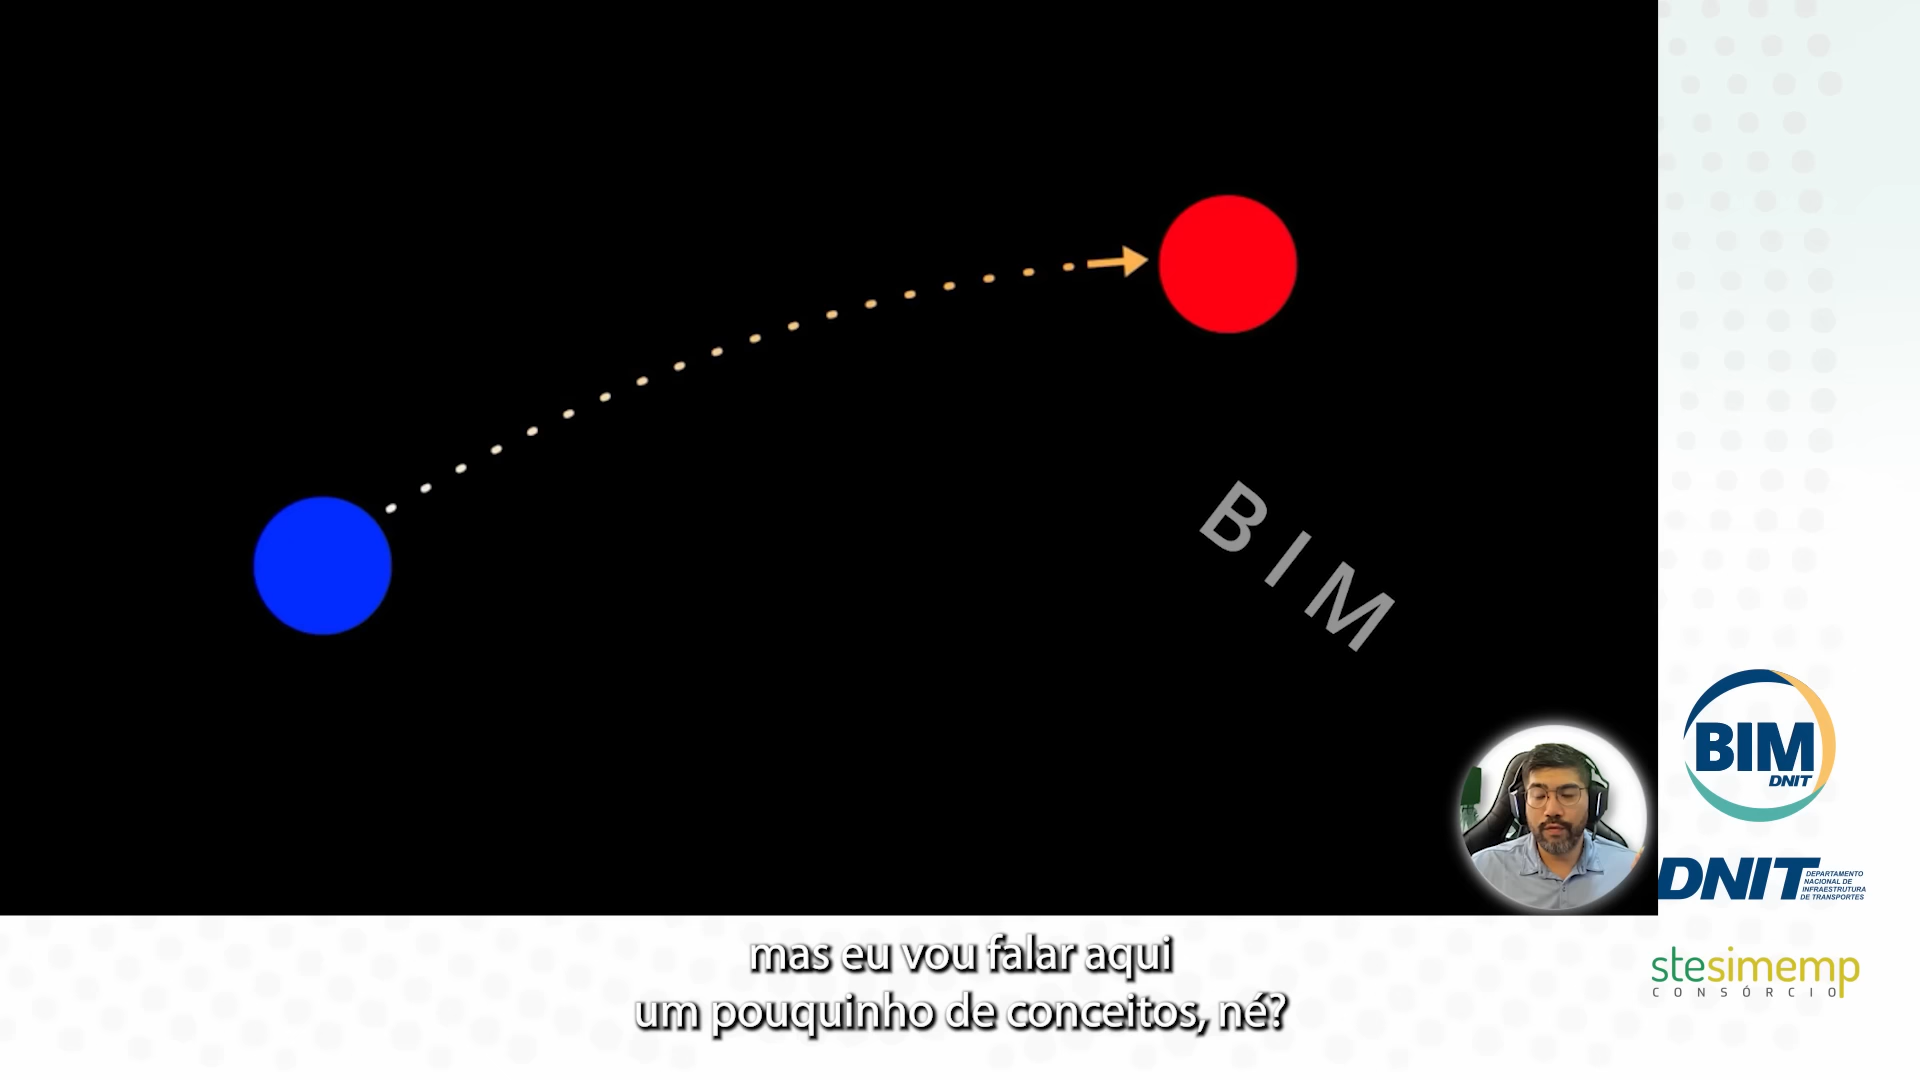 BIM
BIM
DNIT
DNIT
DEPARTAMENTO
NACIONAL DE
INFRAESTRUTURA
DE TRANSPORTES
stesimemp
CONSÓRCIO
mas eu vou falar aqui
um pouquinho de conceitos, né?